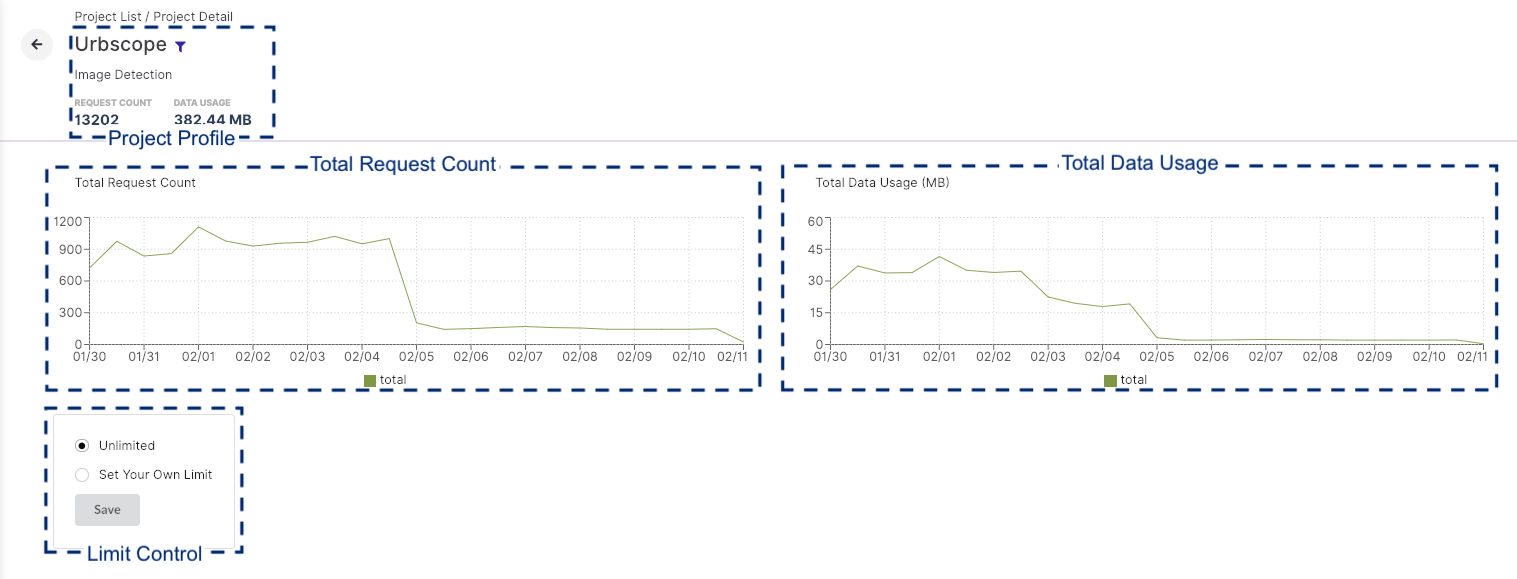 Project List / Project Detail
Urbscope
Image Detection
REQUEST COUNT DATA USAGE
13202 382.44 MB
Project Profile
Total Request Count
Total Request Count
1200
900
600
300
0
01/30 01/31 02/01 02/02 02/03 02/04 02/05 02/06 02/07 02/08 02/09 02/10 02/11
total
Total Data Usage
Total Data Usage (MB)
60
45
30
15
0
01/30 01/31 02/01 02/02 02/03 02/04 02/05 02/06 02/07 02/08 02/09 02/10 02/11
total
Unlimited
Set Your Own Limit
Save
Limit Control